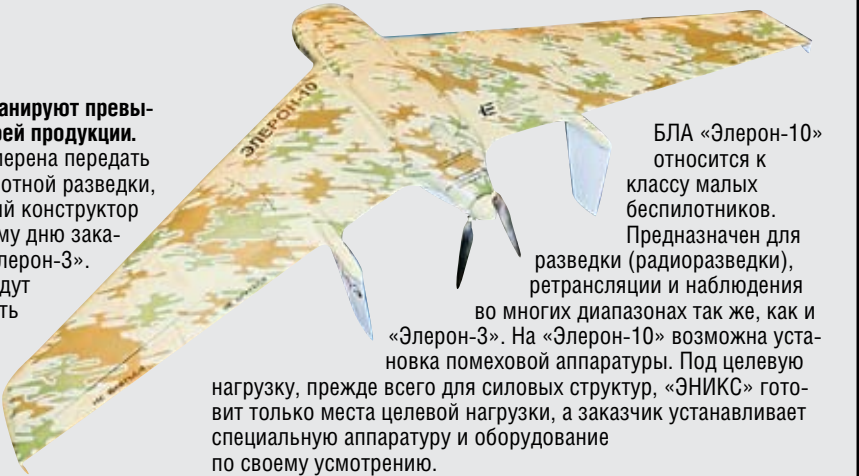 анируют превы-
ей продукции.
мерена передать
отной разведки,
ий конструктор
му дню зака-
лерон-3».
дут
ть
ЭЛЕРОН-10
БЛА «Элерон-10»
относится к
классу малых
беспилотников.
Предназначен для
разведки (радиоразведки),
ретрансляции и наблюдения
во многих диапазонах так же, как и
«Элерон-3». На «Элерон-10» возможна уста-
новка помеховой аппаратуры. Под целевую
нагрузку, прежде всего для силовых структур, «ЭНИКС» гото-
вит только места целевой нагрузки, а заказчик устанавливает
специальную аппаратуру и оборудование
по своему усмотрению.